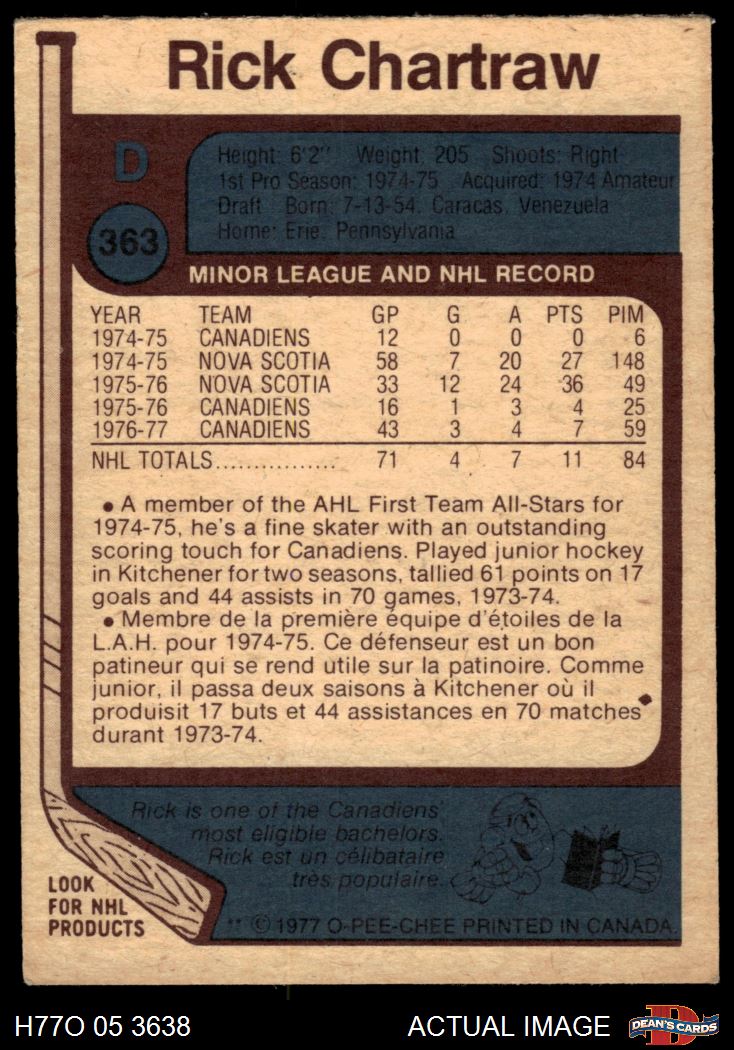 Rick Chartraw
D
363
Height: 6'2" Weight: 205 Shoots: Right
1st Pro Season: 1974-75 Acquired: 1974 Amateur
Draft Born: 7-13-54, Caracas, Venezuela
Home: Erie, Pennsylvania
MINOR LEAGUE AND NHL RECORD
YEAR TEAM GP G A PTS PIM
1974-75 CANADIENS 12 0 0 0 6
1974-75 NOVA SCOTIA 58 7 20 27 148
1975-76 NOVA SCOTIA 33 12 24 36 49
1975-76 CANADIENS 16 1 3 4 25
1976-77 CANADIENS 43 3 4 7 59
NHL TOTALS................ 71 4 7 11 84
• A member of the AHL First Team All-Stars for
1974-75, he's a fine skater with an outstanding
scoring touch for Canadiens. Played junior hockey
in Kitchener for two seasons, tallied 61 points on 17
goals and 44 assists in 70 games, 1973-74.
• Membre de la première équipe d'étoiles de la
L.A.H. pour 1974-75. Ce défenseur est un bon
patineur qui se rend utile sur la patinoire. Comme
junior, il passa deux saisons à Kitchener où il
produisit 17 buts et 44 assistances en 70 matches
durant 1973-74.
Rick is one of the Canadiens'
most eligible bachelors.
Rick est un célibataire
très populaire.
LOOK
FOR NHL
PRODUCTS
** © 1977 O-PEE-CHEE PRINTED IN CANADA.
H77O 05 3638 ACTUAL IMAGE
DEAN'S CARDS